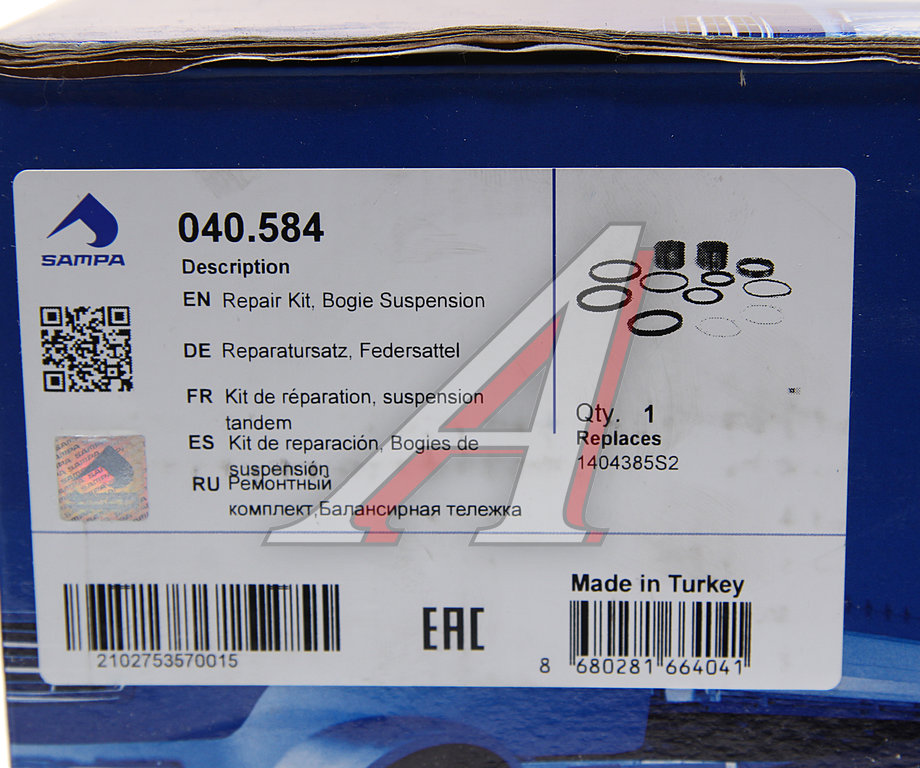 SAMPA
040.584
Description
EN Repair Kit, Bogie Suspension
DE Reparatursatz, Federsattel
FR Kit de réparation, suspension
tandem
ES Kit de reparación, Bogies de
suspensión
RU Ремонтный
комплект,Балансирная тележка
Qty. 1
Replaces
1404385S2
2102753570015
EAC
Made in Turkey
8 680281 664041